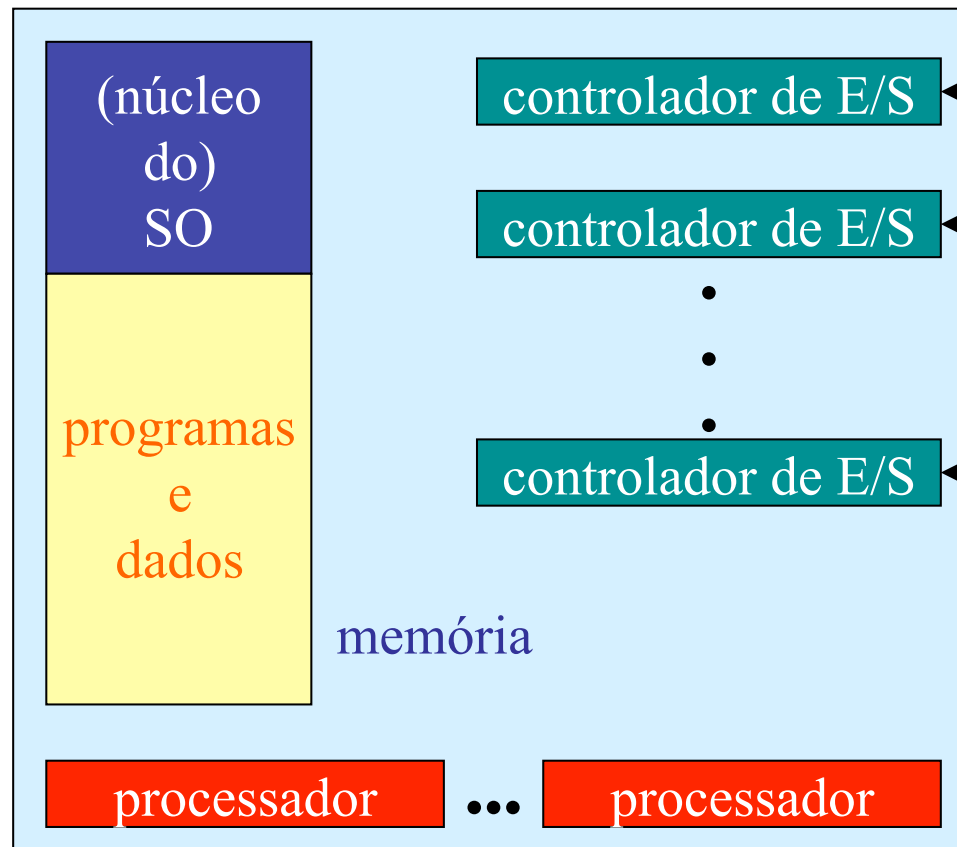 (núcleo
do)
SO
programas
e
dados
memória
controlador de E/S
controlador de E/S
controlador de E/S
processador
processador